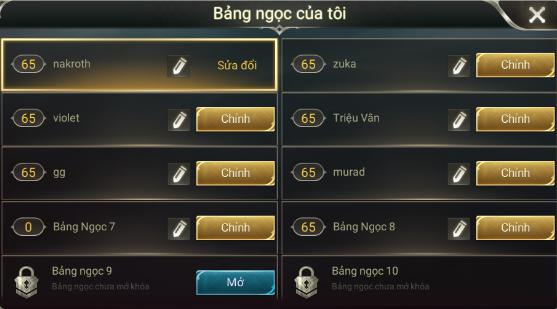 Bảng ngọc của tôi
65 nakroth Sửa đổi
65 zuka Chỉnh
65 violet Chỉnh
65 Triệu Vân Chỉnh
65 gg Chỉnh
65 murad Chỉnh
0 Bảng Ngọc 7 Chỉnh
65 Bảng Ngọc 8 Chỉnh
Bảng ngọc 9
Bảng ngọc chưa mở khóa
Mở
Bảng ngọc 10
Bảng ngọc chưa mở khóa